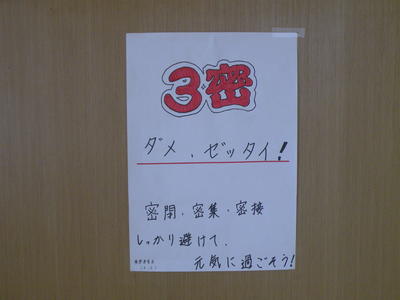 3密
ダメ、ゼッタイ!
密閉・密集・密接
しっかり避けて、
元気に過ごそう!